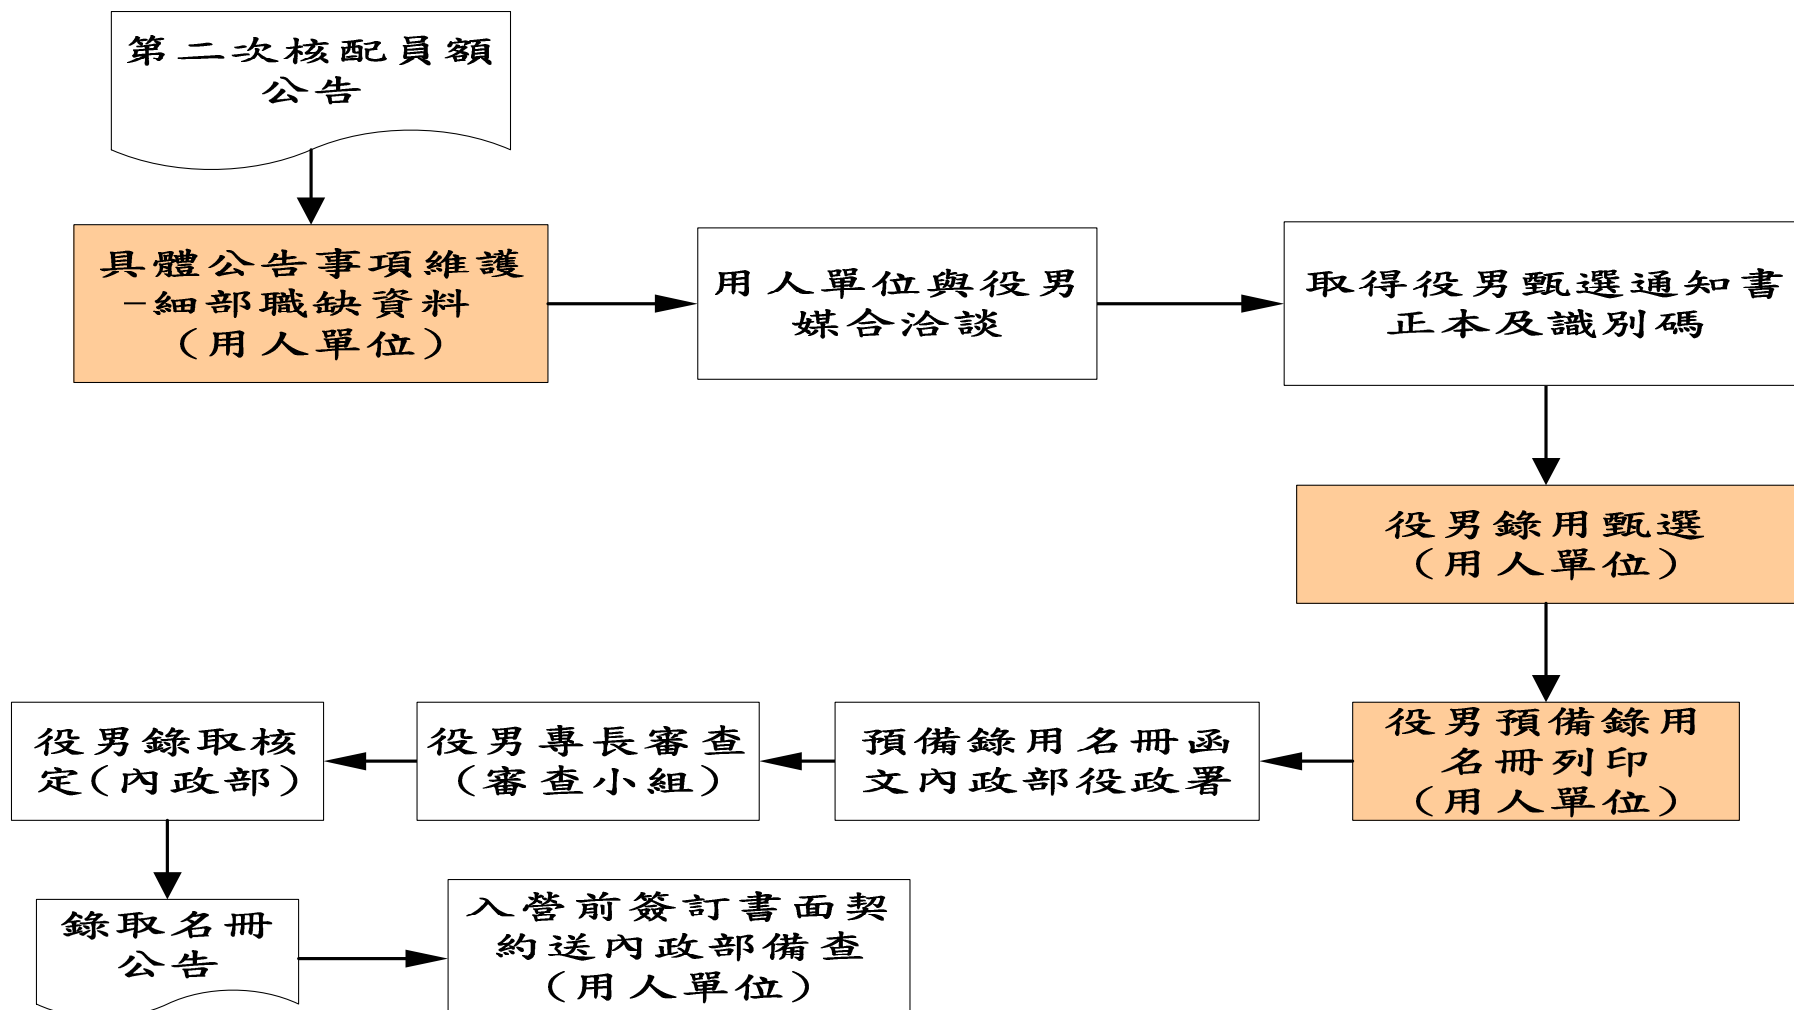 第二次核配員額
公告
具體公告事項維護
-細部職缺資料
(用人單位)
用人單位與役男
媒合洽談
取得役男甄選通知書
正本及識別碼
役男錄用甄選
(用人單位)
役男預備錄用
名冊列印
(用人單位)
預備錄用名冊函
文內政部役政署
役男專長審查
(審查小組)
役男錄取核
定(內政部)
錄取名冊
公告
入營前簽訂書面契
約送內政部備查
(用人單位)